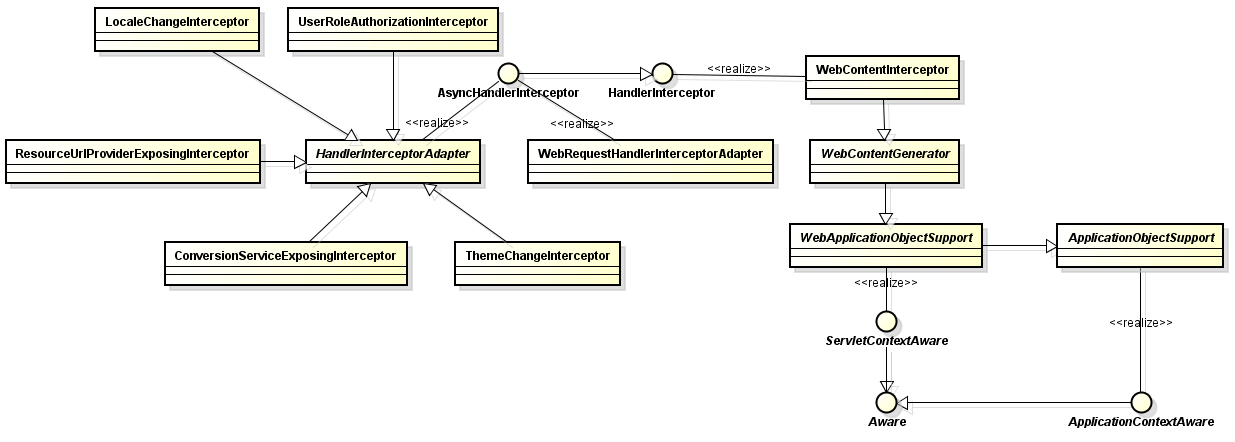 LocaleChangeInterceptor
UserRoleAuthorizationInterceptor
<<realize>>
WebContentInterceptor
AsyncHandlerInterceptor
HandlerInterceptor
<<realize>>
<<realize>>
ResourceUrlProviderExposingInterceptor
HandlerInterceptorAdapter
WebRequestHandlerInterceptorAdapter
WebContentGenerator
WebApplicationObjectSupport
ApplicationObjectSupport
ConversionServiceExposingInterceptor
ThemeChangeInterceptor
<<realize>>
<<realize>>
ServletContextAware
Aware
ApplicationContextAware